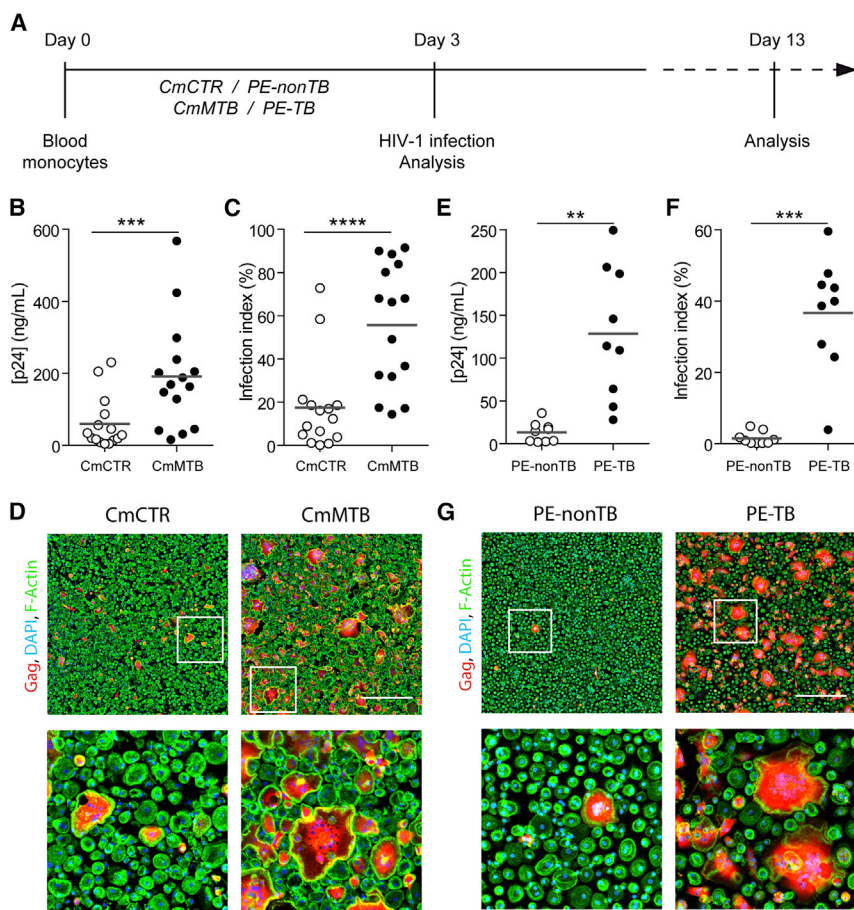 A
Day 0
Day 3
Day 13
CmCTR / PE-nonTB
CmMTB / PE-TB
Blood
monocytes
HIV-1 infection
Analysis
Analysis
B
***
[p24] (ng/mL)
600
400
200
0
CmCTR
CmMTB
C
****
Infection index (%)
100
80
60
40
20
0
CmCTR
CmMTB
E
**
[p24] (ng/mL)
250
200
150
100
50
0
PE-nonTB
PE-TB
F
***
Infection index (%)
60
40
20
0
PE-nonTB
PE-TB
D
CmCTR
CmMTB
Gag, DAPI, F-Actin
G
PE-nonTB
PE-TB
Gag, DAPI, F-Actin